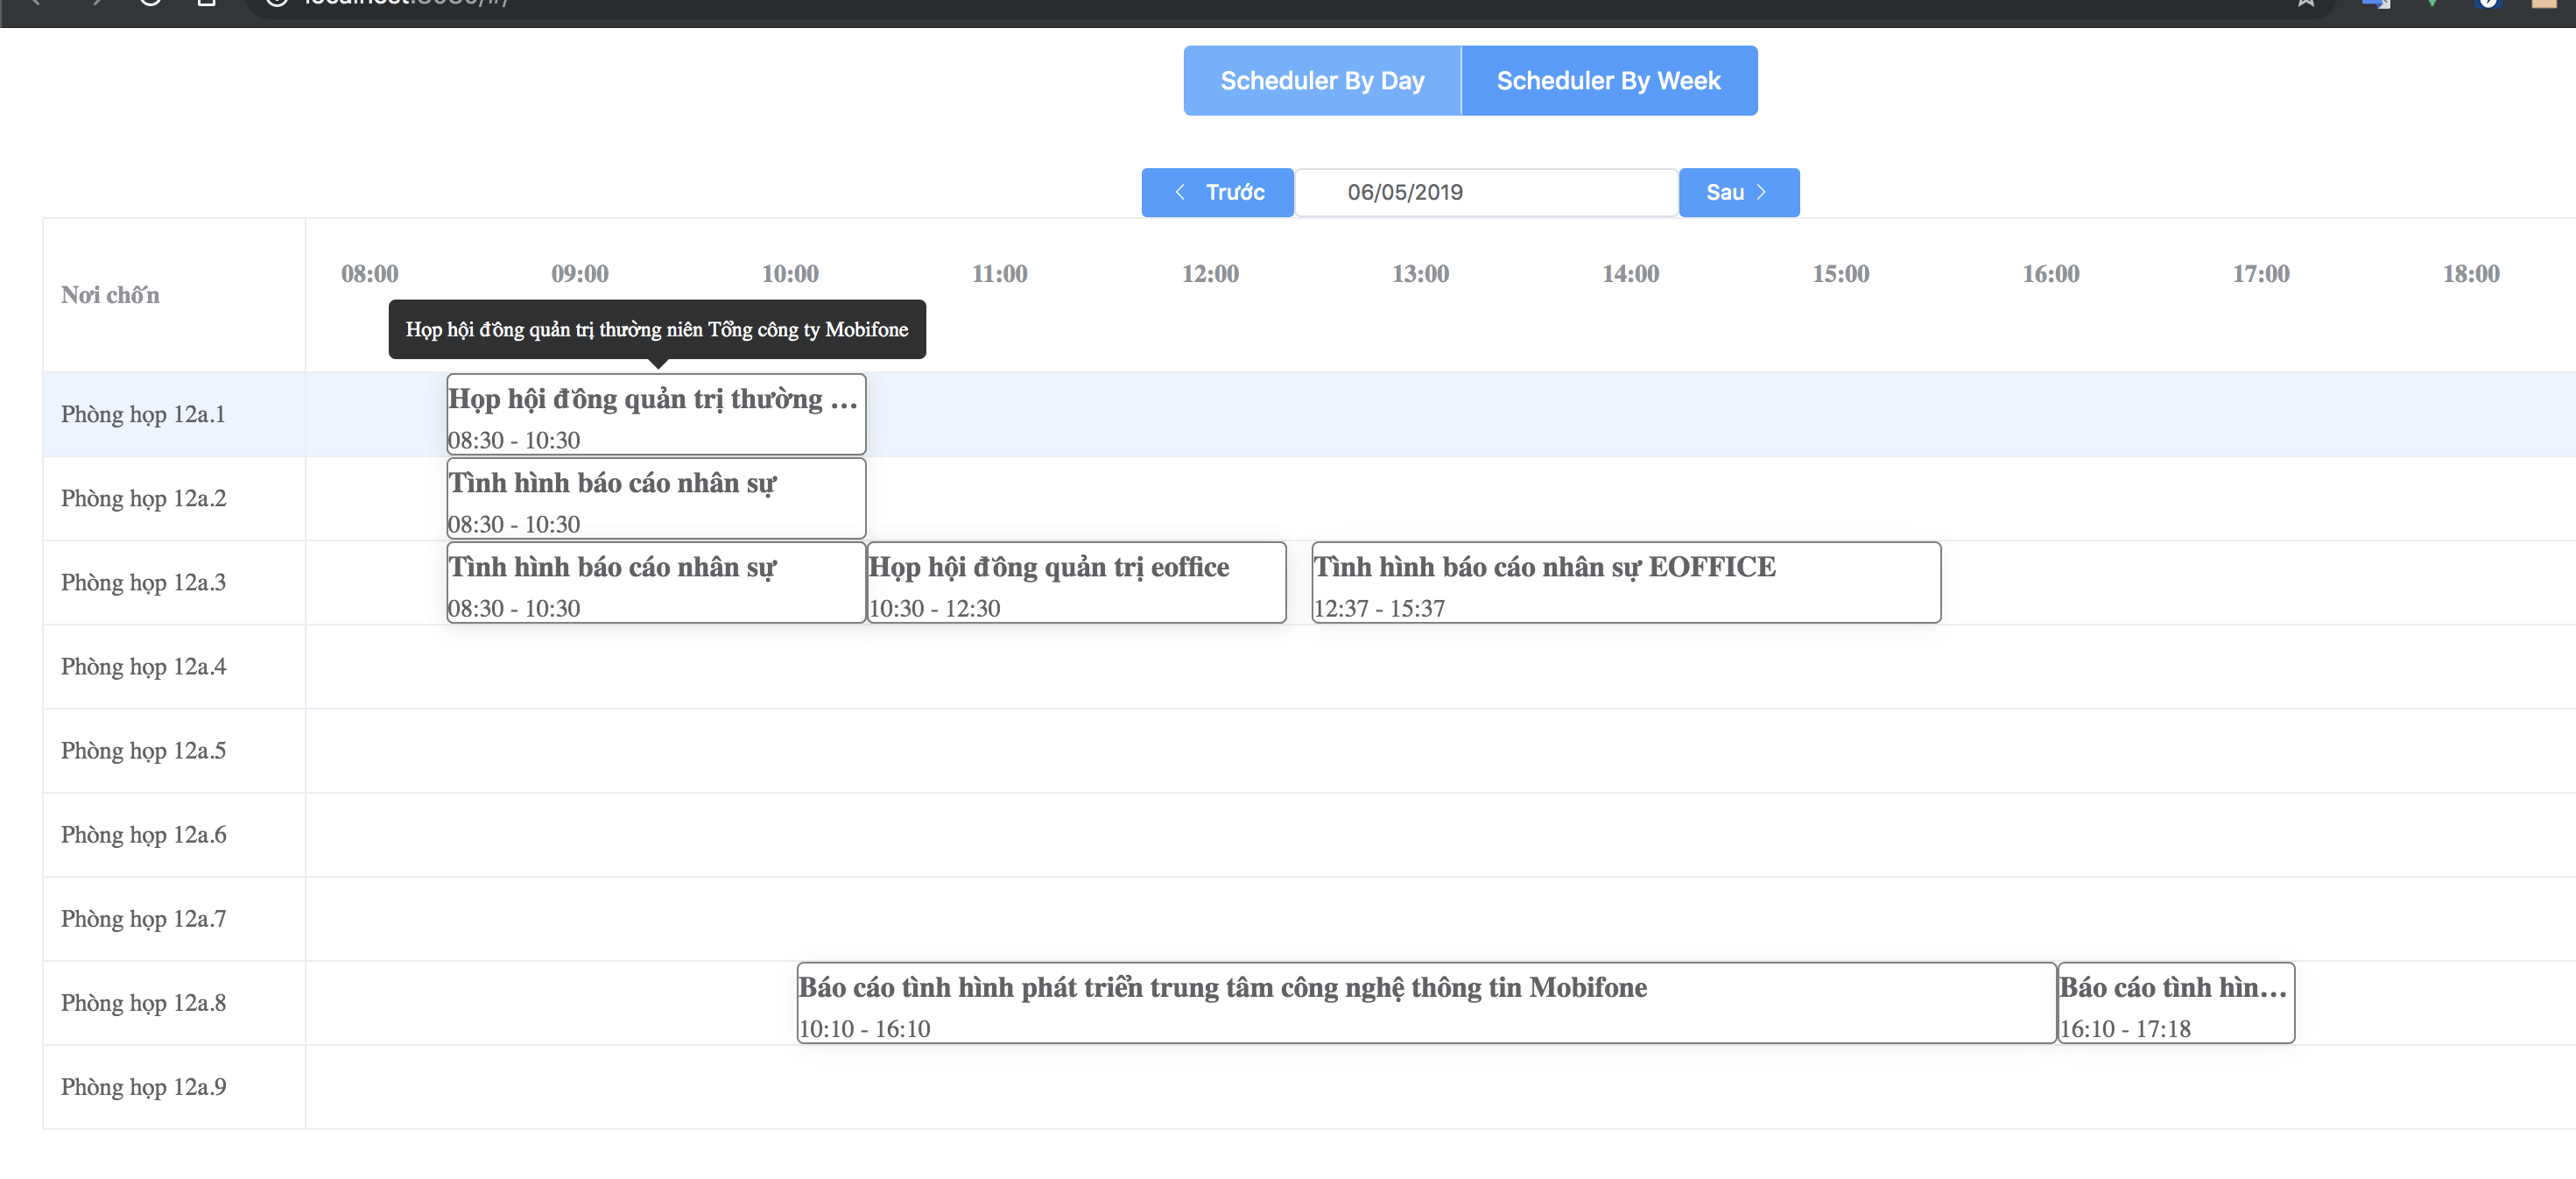 Scheduler By Day Scheduler By Week
Trước 06/05/2019 Sau
Nơi chốn 08:00 09:00 10:00 11:00 12:00 13:00 14:00 15:00 16:00 17:00 18:00
Họp hội đồng quản trị thường niên Tổng công ty Mobifone
Phòng họp 12a.1
Họp hội đồng quản trị thường ...
08:30 - 10:30
Phòng họp 12a.2
Tình hình báo cáo nhân sự
08:30 - 10:30
Phòng họp 12a.3
Tình hình báo cáo nhân sự
08:30 - 10:30
Họp hội đồng quản trị eoffice
10:30 - 12:30
Tình hình báo cáo nhân sự EOFFICE
12:37 - 15:37
Phòng họp 12a.4
Phòng họp 12a.5
Phòng họp 12a.6
Phòng họp 12a.7
Phòng họp 12a.8
Báo cáo tình hình phát triển trung tâm công nghệ thông tin Mobifone
10:10 - 16:10
Báo cáo tình hìn...
16:10 - 17:18
Phòng họp 12a.9